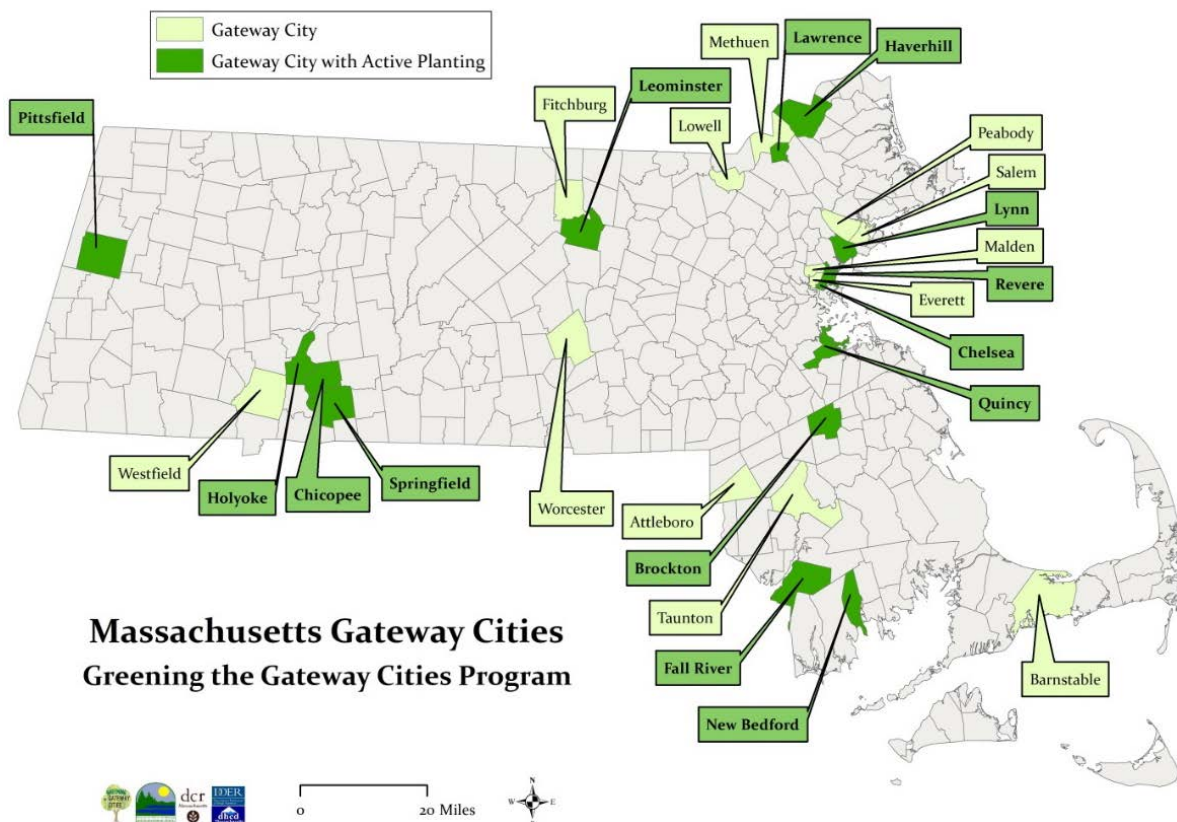 Gateway City
Gateway City with Active Planting
Methuen
Lawrence
Haverhill
Leominster
Fitchburg
Pittsfield
Lowell
Peabody
Salem
Lynn
Malden
Revere
Everett
Chelsea
Quincy
Westfield
Holyoke
Chicopee
Springfield
Worcester
Attleboro
Brockton
Taunton
Fall River
New Bedford
Barnstable
Massachusetts Gateway Cities
Greening the Gateway Cities Program
dcr
Massachusetts
DOER
dhcd
0 20 Miles
N
W E
S